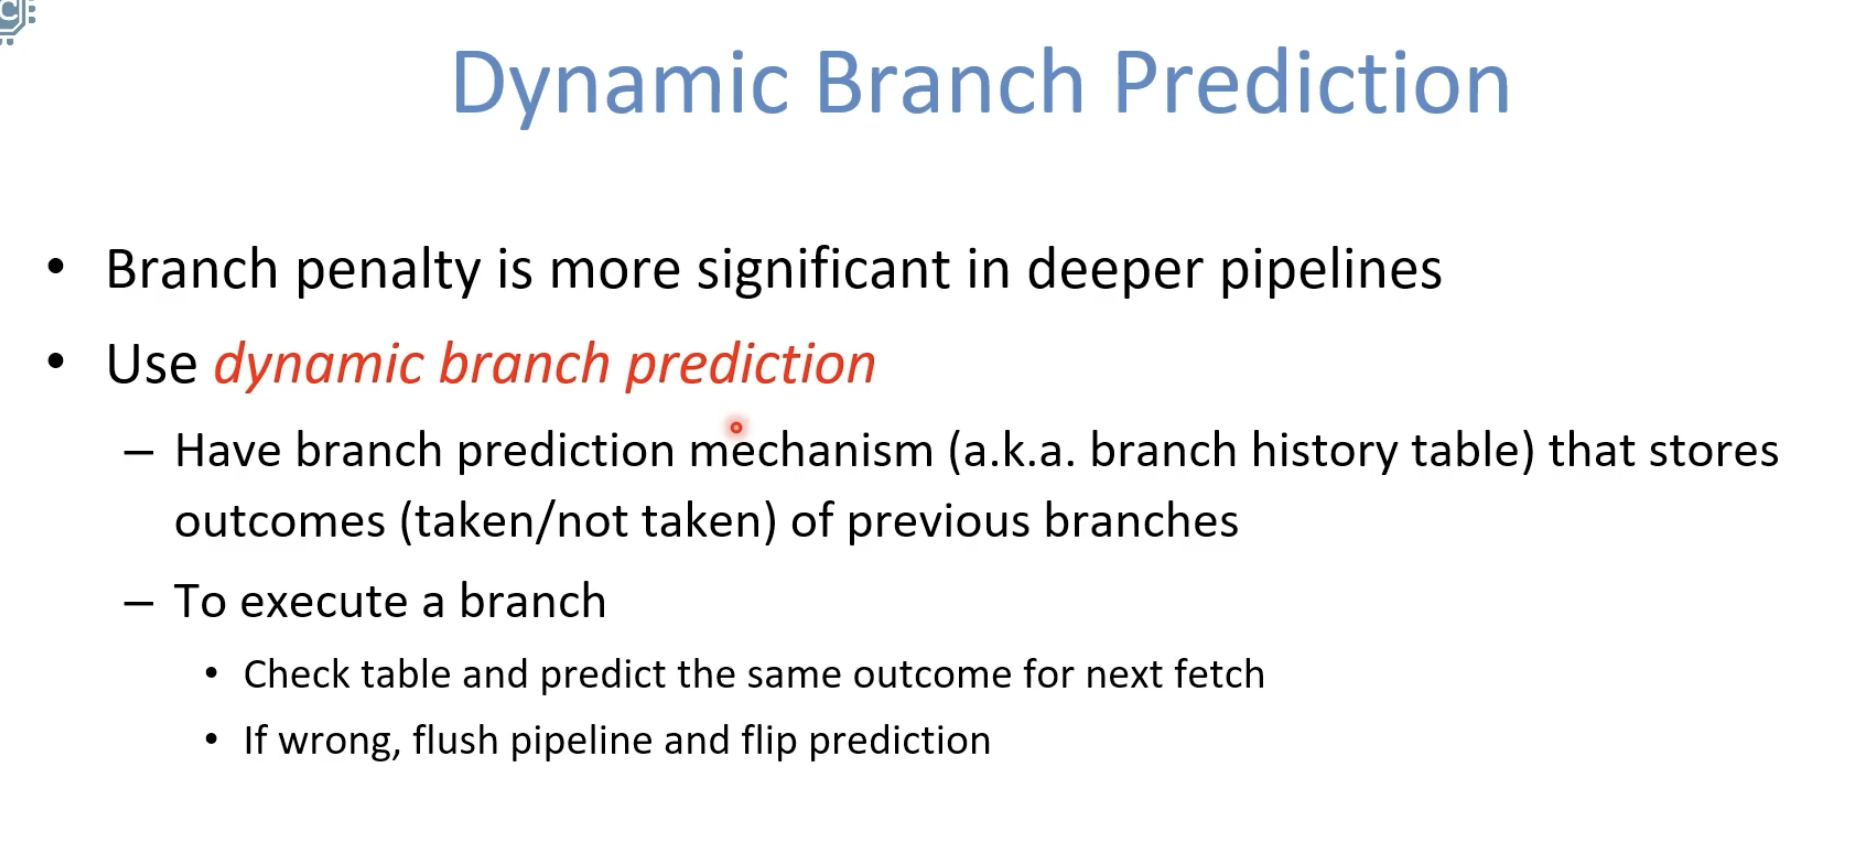 Dynamic Branch Prediction
• Branch penalty is more significant in deeper pipelines
• Use dynamic branch prediction
– Have branch prediction mechanism (a.k.a. branch history table) that stores
outcomes (taken/not taken) of previous branches
– To execute a branch
• Check table and predict the same outcome for next fetch
• If wrong, flush pipeline and flip prediction